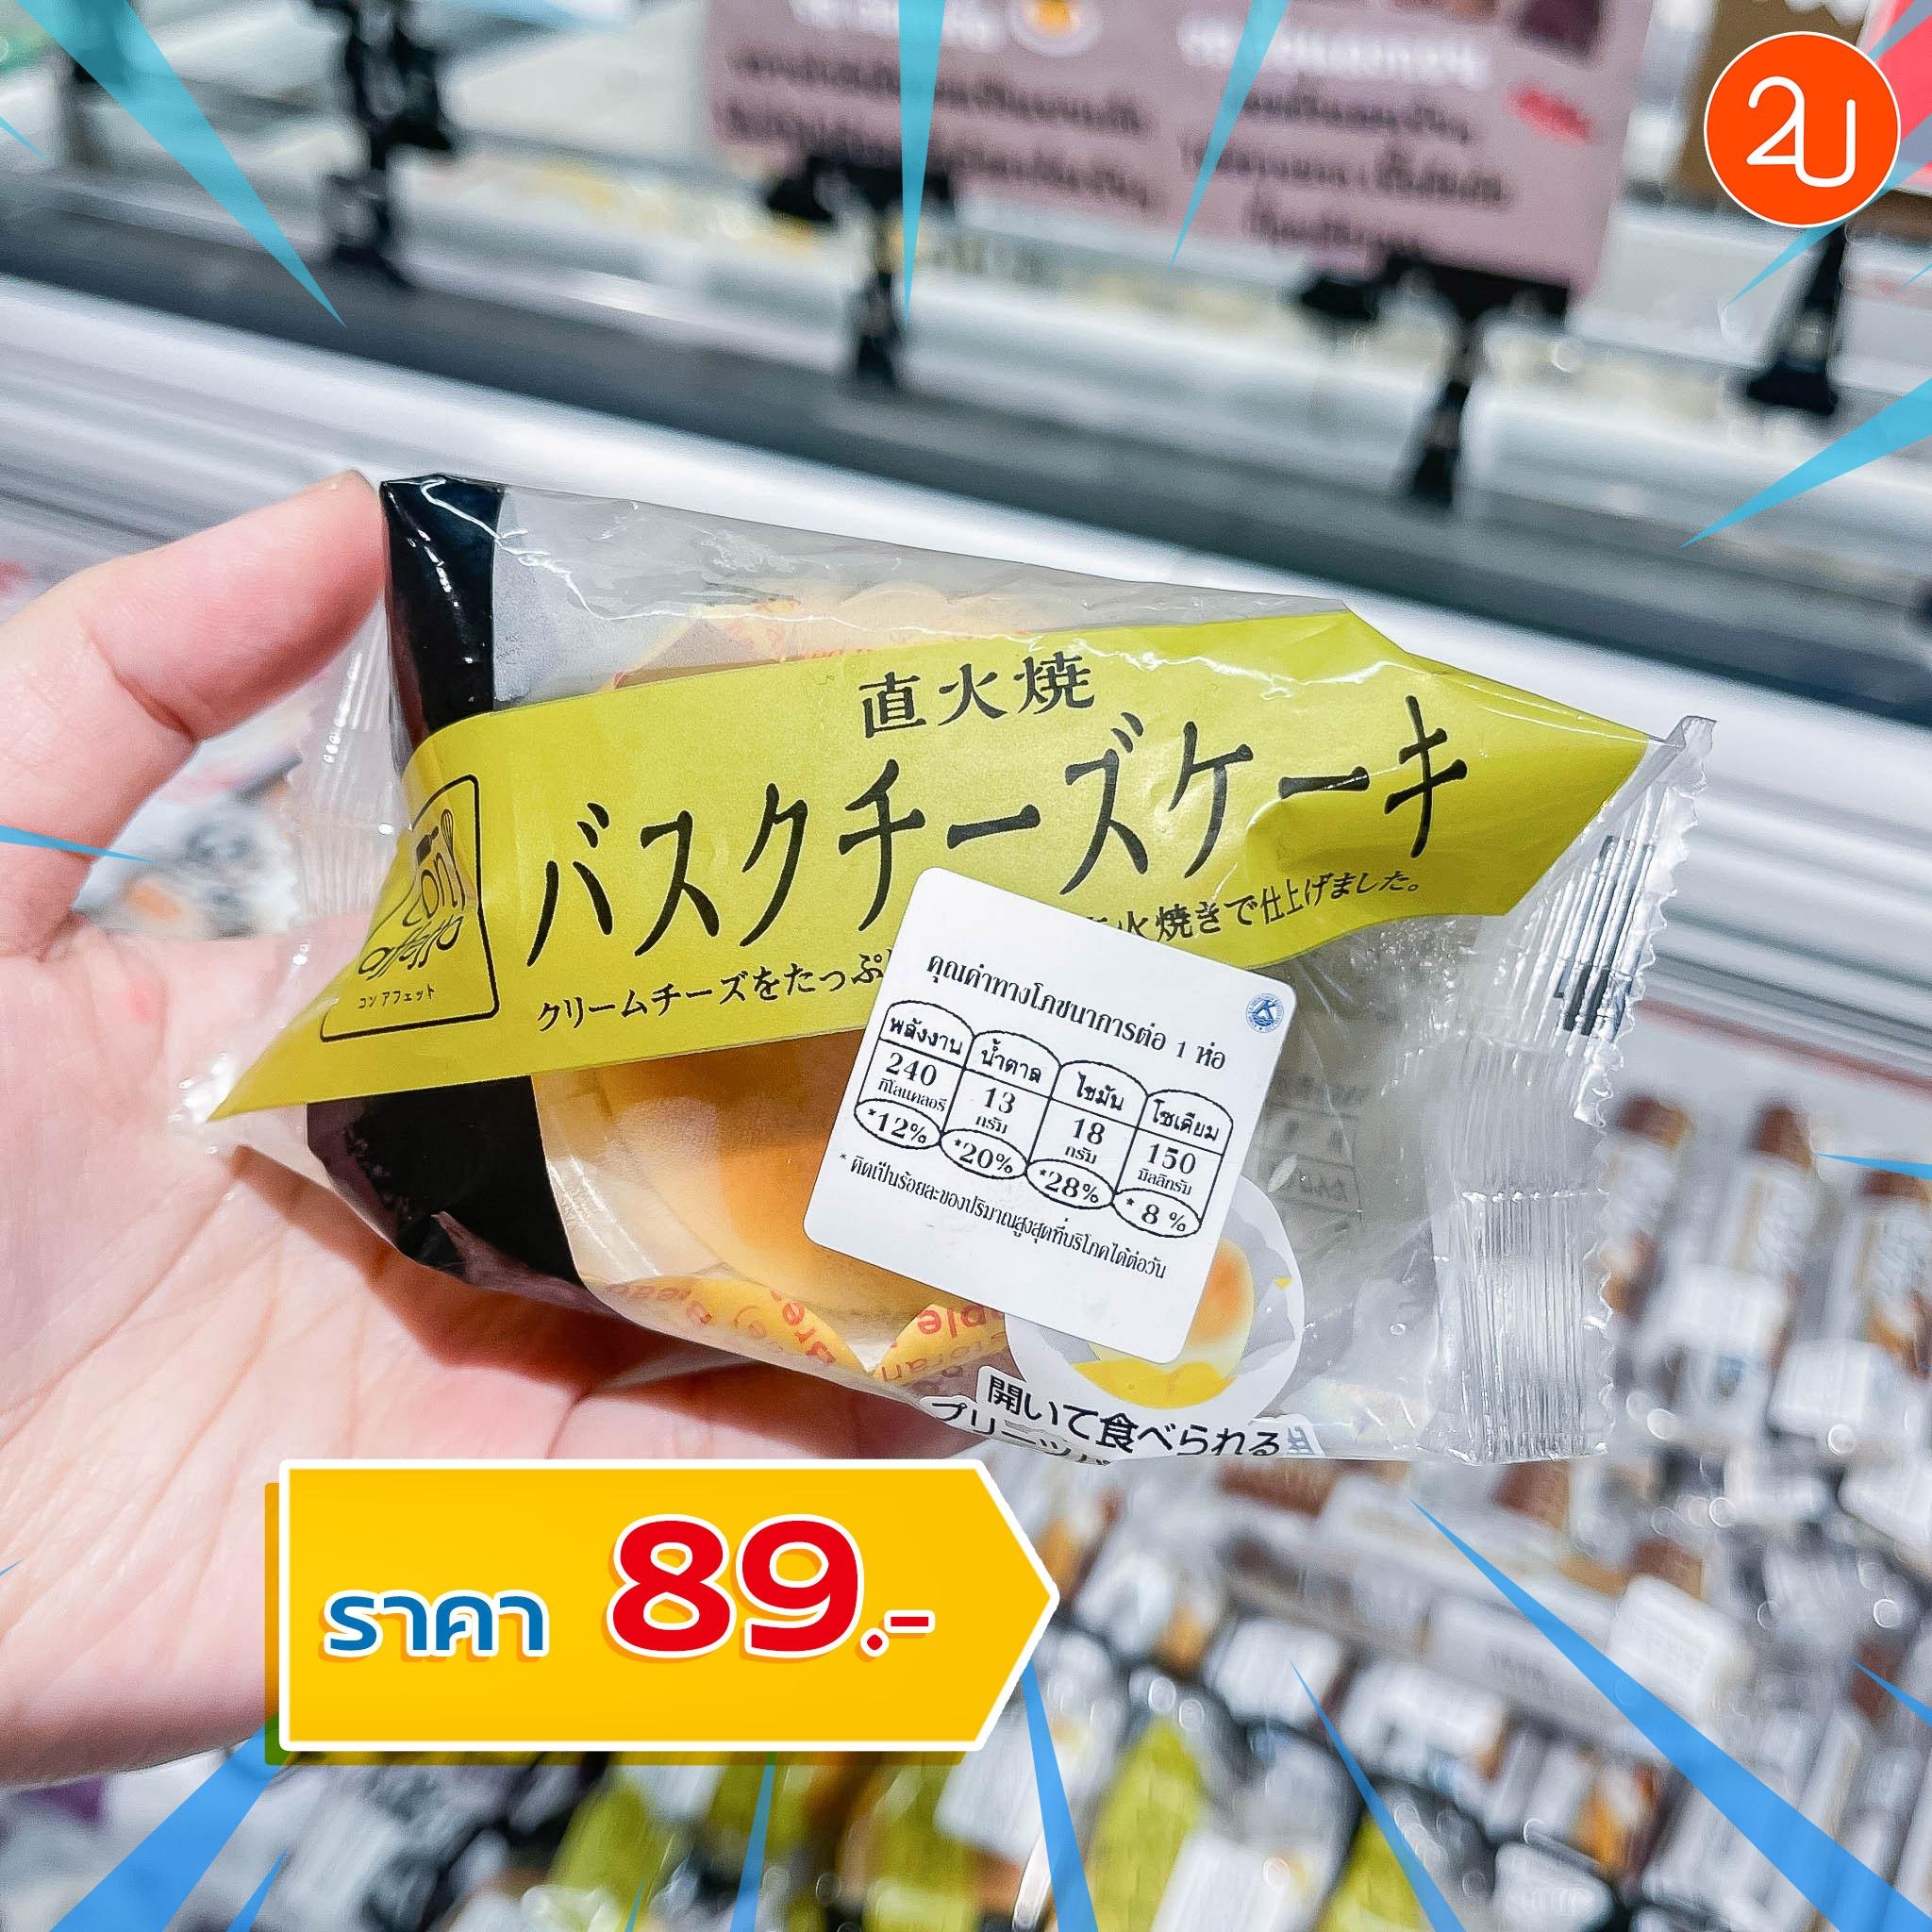 2U
直火焼
バスクチーズケーキ
火焼きで仕上げました。
クリームチーズをたっぷ
con
affetto
コンアフェット
คุณค่าทางโภชนาการต่อ 1 ห่อ
พลังงาน น้ำตาล ไขมัน โซเดียม
240 13 18 150
กิโลแคลอรี กรัม กรัม มิลลิกรัม
*12% *20% *28% *8 %
* คิดเป็นร้อยละของปริมาณสูงสุดที่บริโภคได้ต่อวัน
開いて食べられる
プリーツ
ราคา 89.-